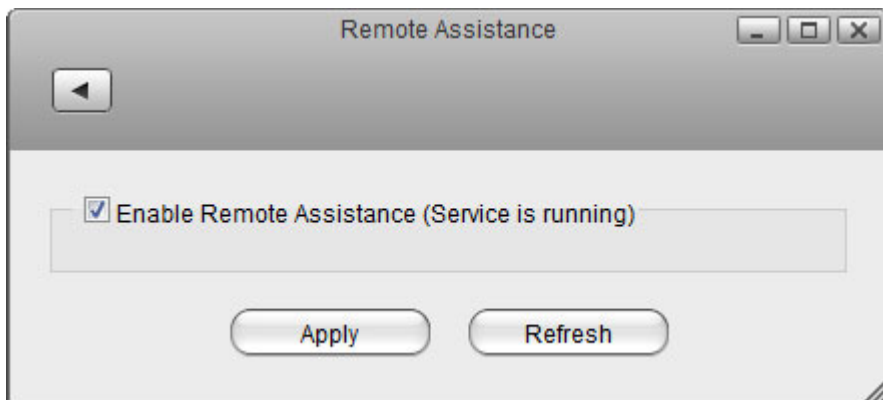 Remote Assistance
Enable Remote Assistance (Service is running)
Apply
Refresh